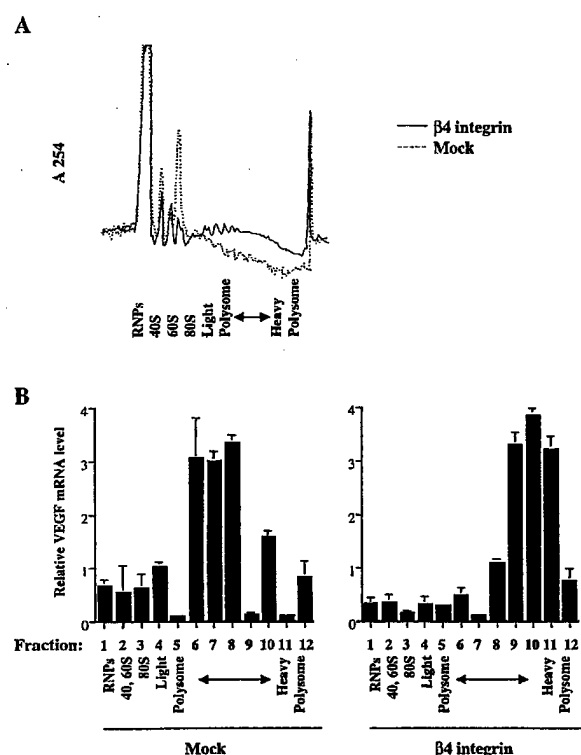 A
A 254
β4 integrin
Mock
RNPs
40S
60S
80S
Light
Polysome
Heavy
Polysome
B
Relative VEGF mRNA level
4
3
2
1
0
4
3
2
1
0
Fraction: 1 2 3 4 5 6 7 8 9 10 11 12
1 2 3 4 5 6 7 8 9 10 11 12
RNPs
40, 60S
80S
Light
Polysome
Heavy
Polysome
RNPs
40, 60S
80S
Light
Polysome
Heavy
Polysome
Mock
β4 integrin